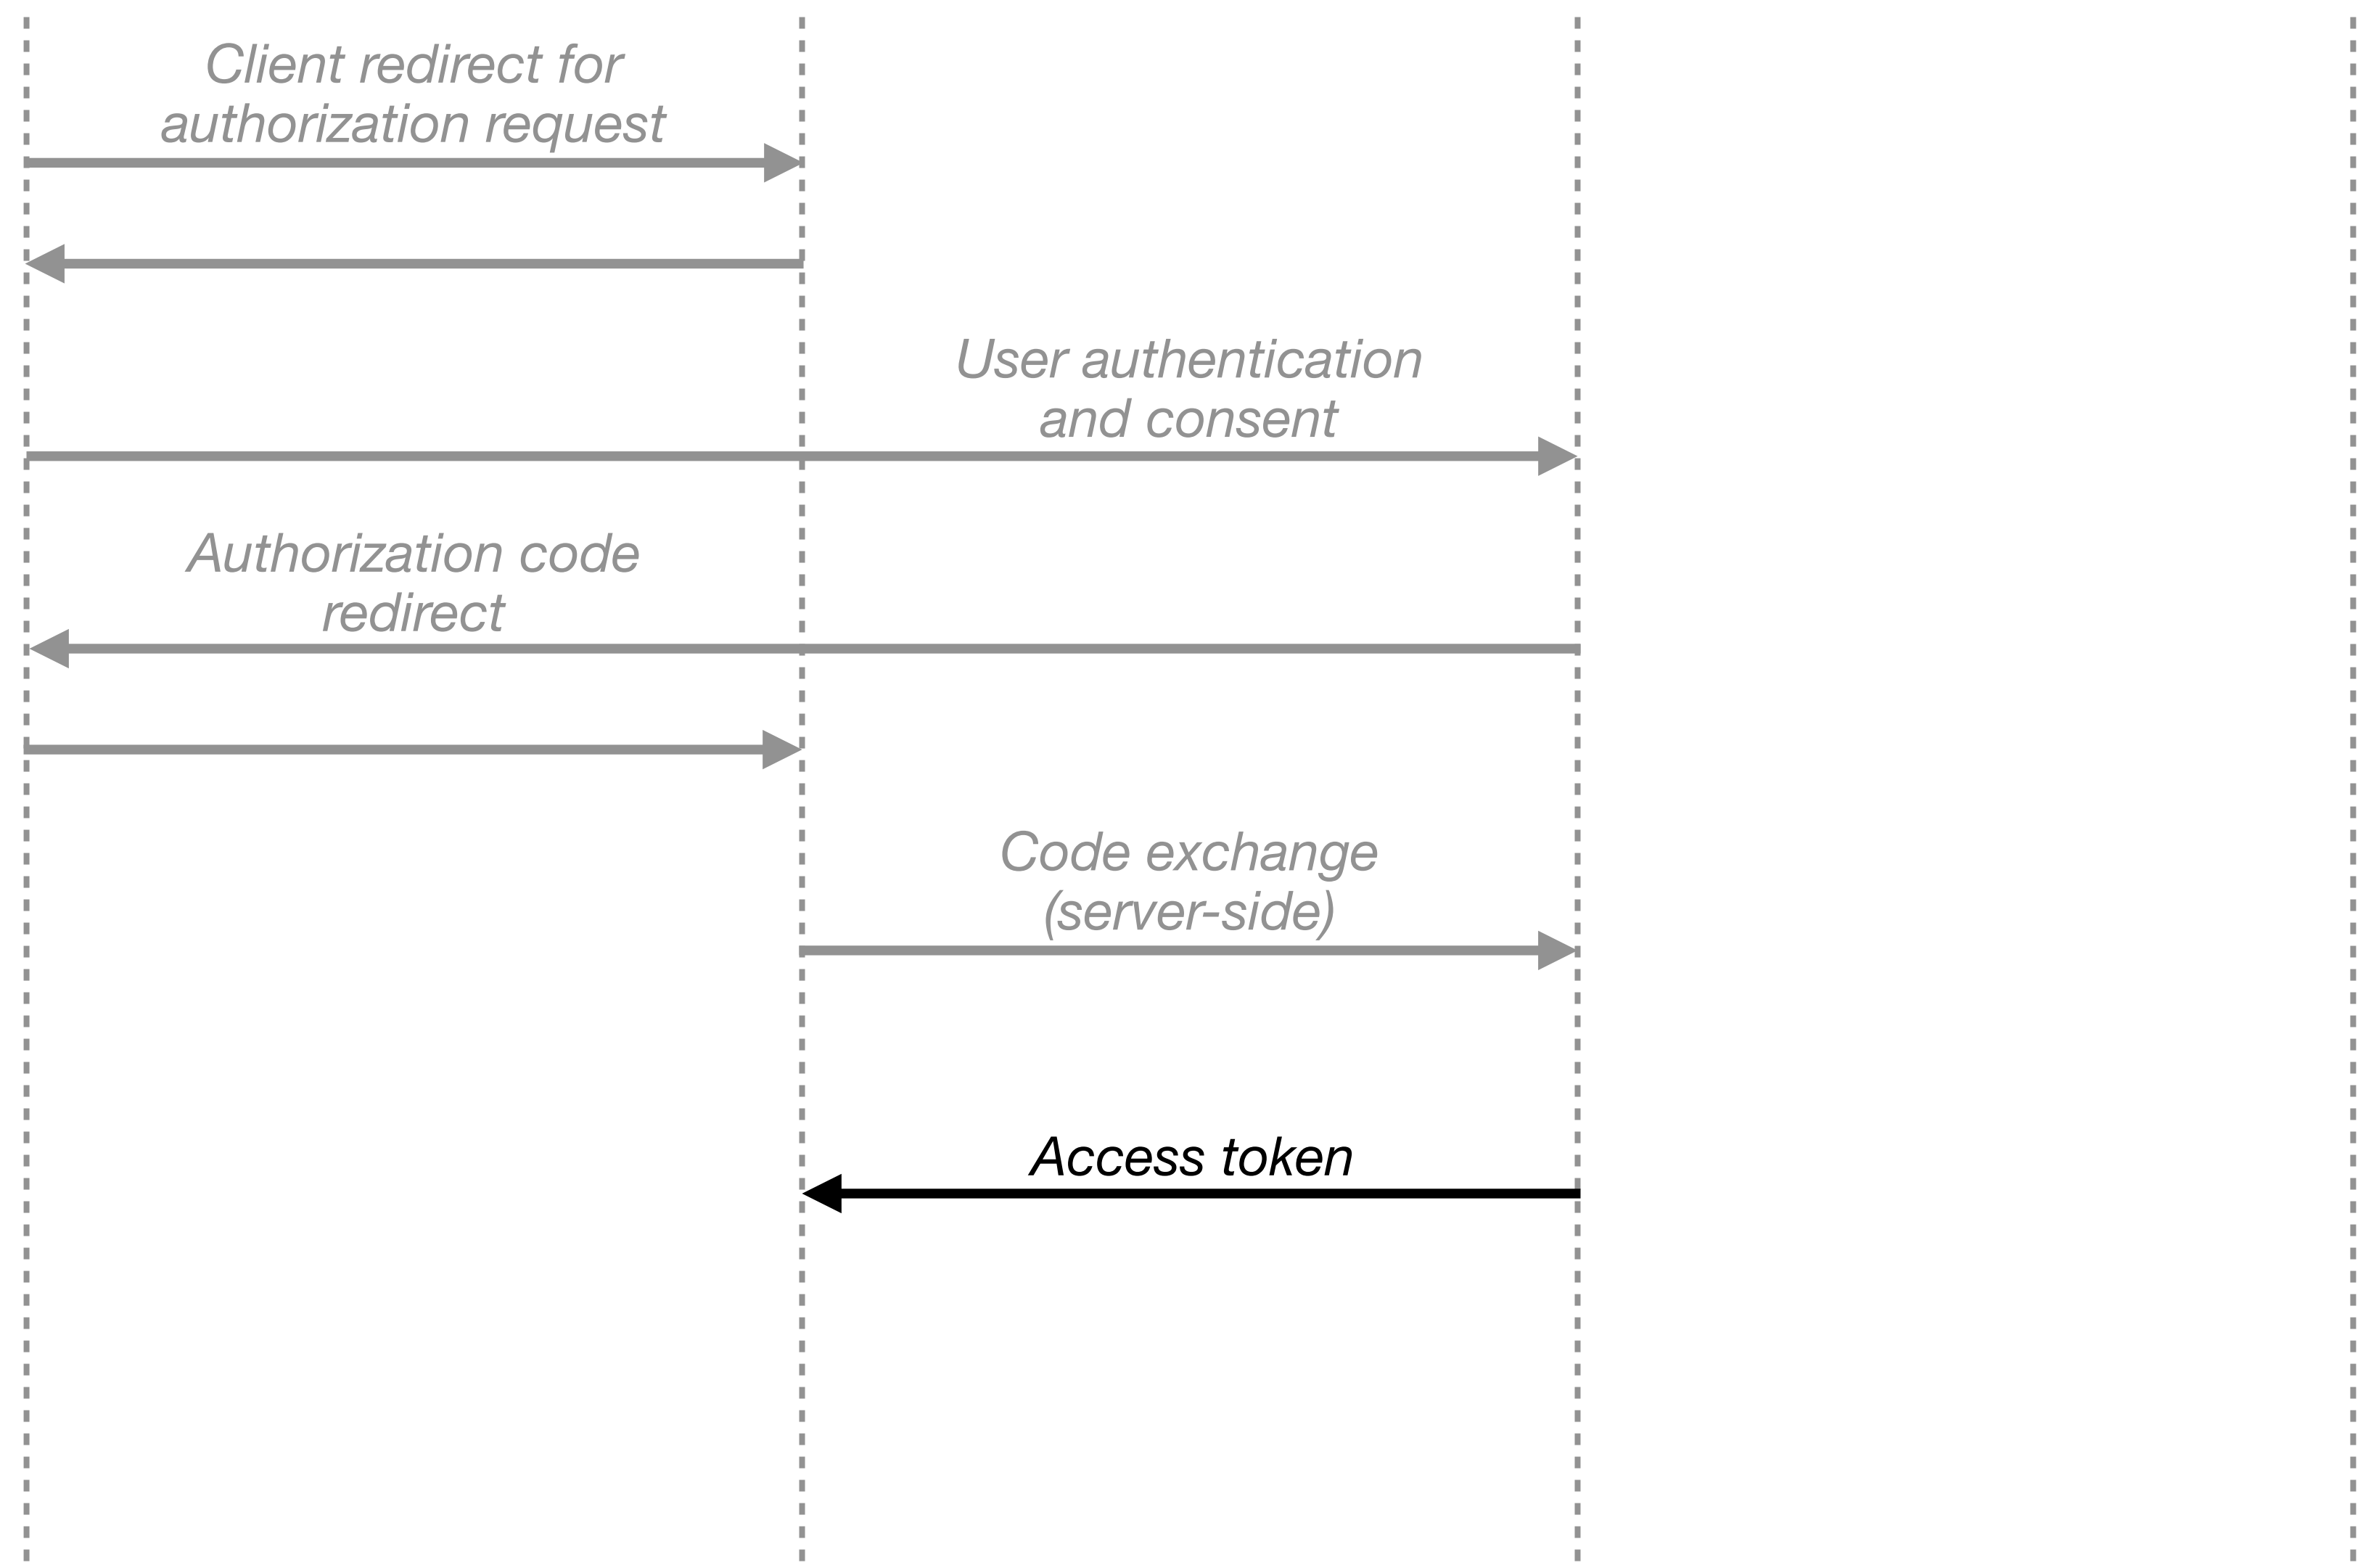 Client redirect for
authorization request
User authentication
and consent
Authorization code
redirect
Code exchange
(server-side)
Access token